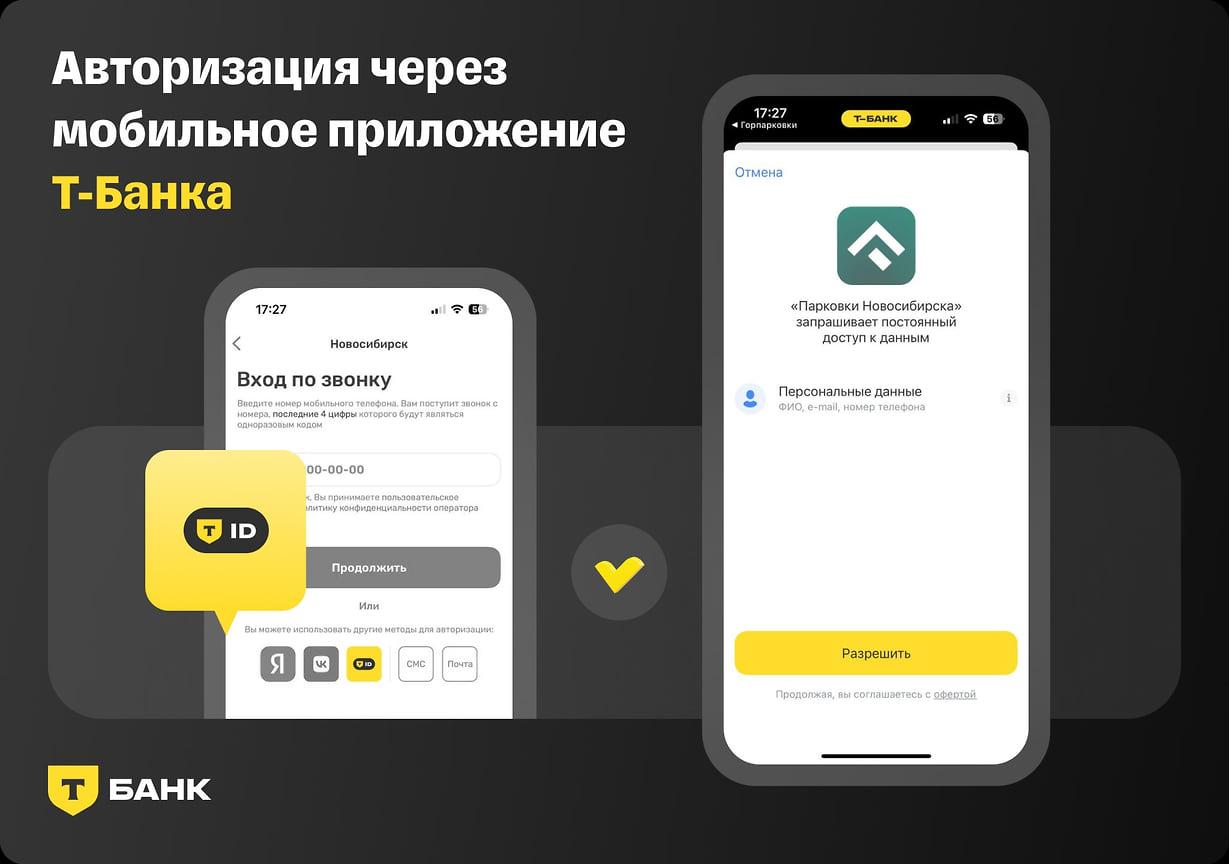 Авторизация через
мобильное приложение
Т-Банка
17:27
56
Новосибирск
Вход по звонку
Введите номер мобильного телефона. Вам поступит звонок с
номера, последние 4 цифры которого будут являться
одноразовым кодом
00-00-00
к, Вы принимаете пользовательское
олитику конфиденциальности оператора
Т ID
Продолжить
Или
Вы можете использовать другие методы для авторизации:
Я
VK
Т ID
СМС
Почта
17:27
Горпарковки
Т-БАНК
56
Отмена
«Парковки Новосибирска»
запрашивает постоянный
доступ к данным
Персональные данные
ФИО, e-mail, номер телефона
i
Разрешить
Продолжая, вы соглашаетесь с офертой
Т БАНК